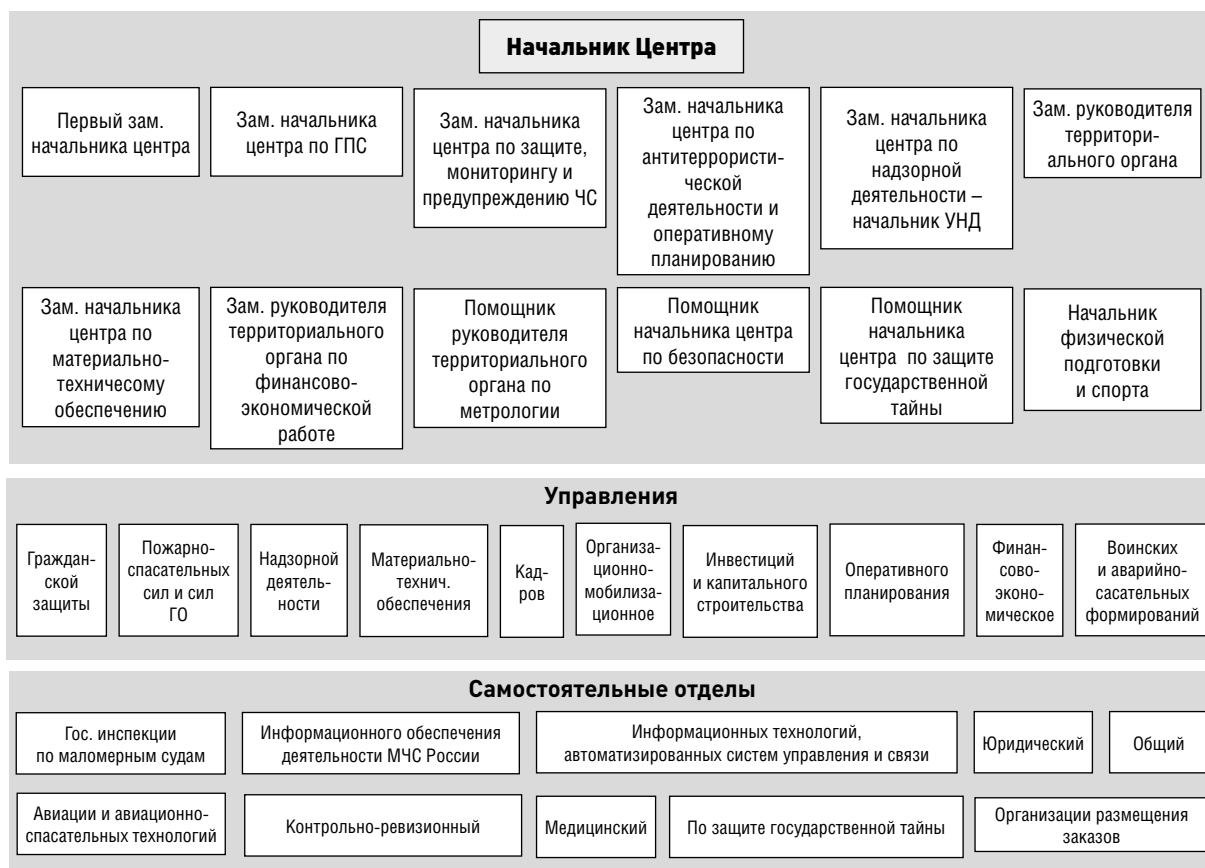 Начальник Центра
Первый зам.
начальника центра
Зам. начальника
центра по ГПС
Зам. начальника
центра по защите,
мониторингу и
предупреждению ЧС
Зам. начальника
центра по
антитеррористи-
ческой
деятельности и
оперативному
планированию
Зам. начальника
центра по
надзорной
деятельности –
начальник УНД
Зам. руководителя
территори-
ального органа
Зам. начальника
центра по
материально-
техничесому
обеспечению
Зам. руководителя
территориального
органа по
финансово-
экономической
работе
Помощник
руководителя
территориального
органа по
метрологии
Помощник
начальника центра
по безопасности
Помощник
начальника
центра по защите
государственной
тайны
Начальник
физической
подготовки
и спорта
Управления
Граждан-
ской
защиты
Пожарно-
спасательных
сил и сил
ГО
Надзорной
деятель-
ности
Материально-
технич.
обеспечения
Кад-
ров
Организа-
ционно-
мобилиза-
ционное
Инвестиций
и капитального
строительства
Оперативного
планирования
Финан-
сово-
эконо-
мическое
Воинских
и аварийно-
сасательных
формирований
Самостоятельные отделы
Гос. инспекции
по маломерным судам
Информационного обеспечения
деятельности МЧС России
Информационных технологий,
автоматизированных систем управления и связи
Юридический
Общий
Авиации и авиационно-
спасательных технологий
Контрольно-ревизионный
Медицинский
По защите государственной тайны
Организации размещения
заказов